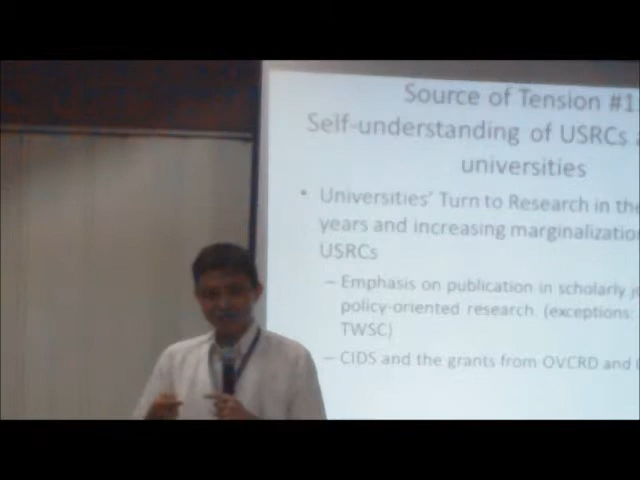 Source of Tension #1
Self-understanding of USRCs
universities
• Universities' Turn to Research in the
years and increasing marginalization
USRCs
– Emphasis on publication in scholarly
policy-oriented research (exceptions:
TWSC)
– CIDS and the grants from OVCRD and